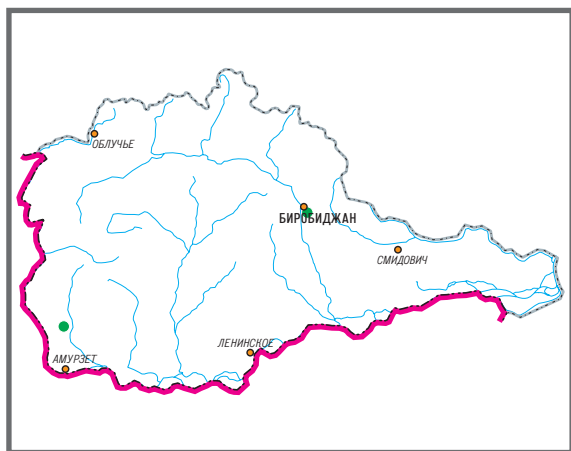 ОБЛУЧЬЕ
БИРОБИДЖАН
СМИДОВИЧ
ЛЕНИНСКОЕ
АМУРЗЕТ